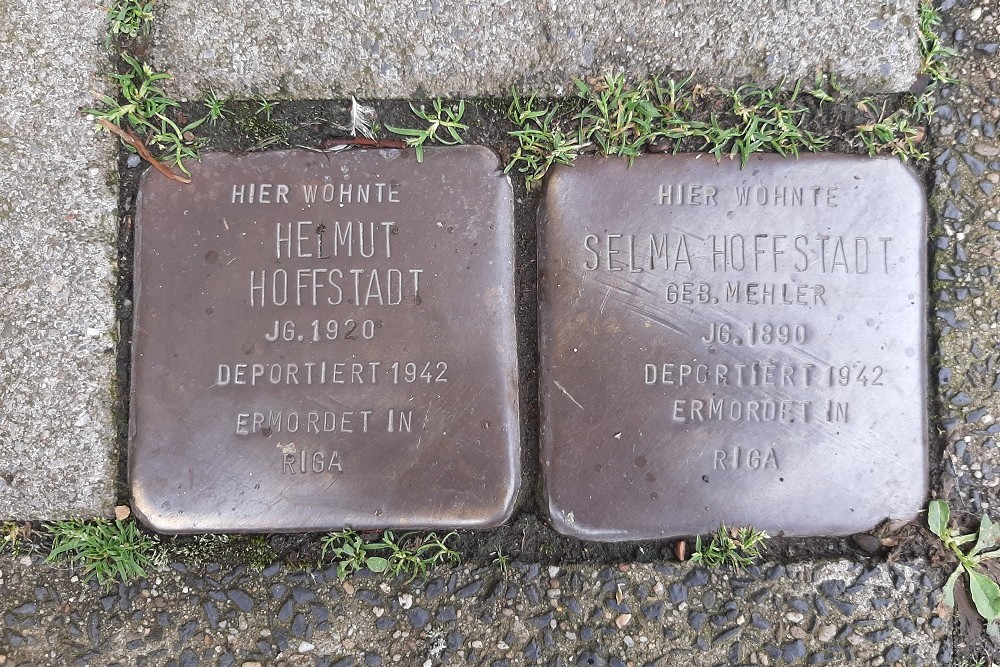 HIER WOHNTE
HELMUT
HOFFSTADT
JG. 1920
DEPORTIERT 1942
ERMORDET IN
RIGA
HIER WOHNTE
SELMA HOFFSTADT
GEB. MEHLER
JG. 1890
DEPORTIERT 1942
ERMORDET IN
RIGA